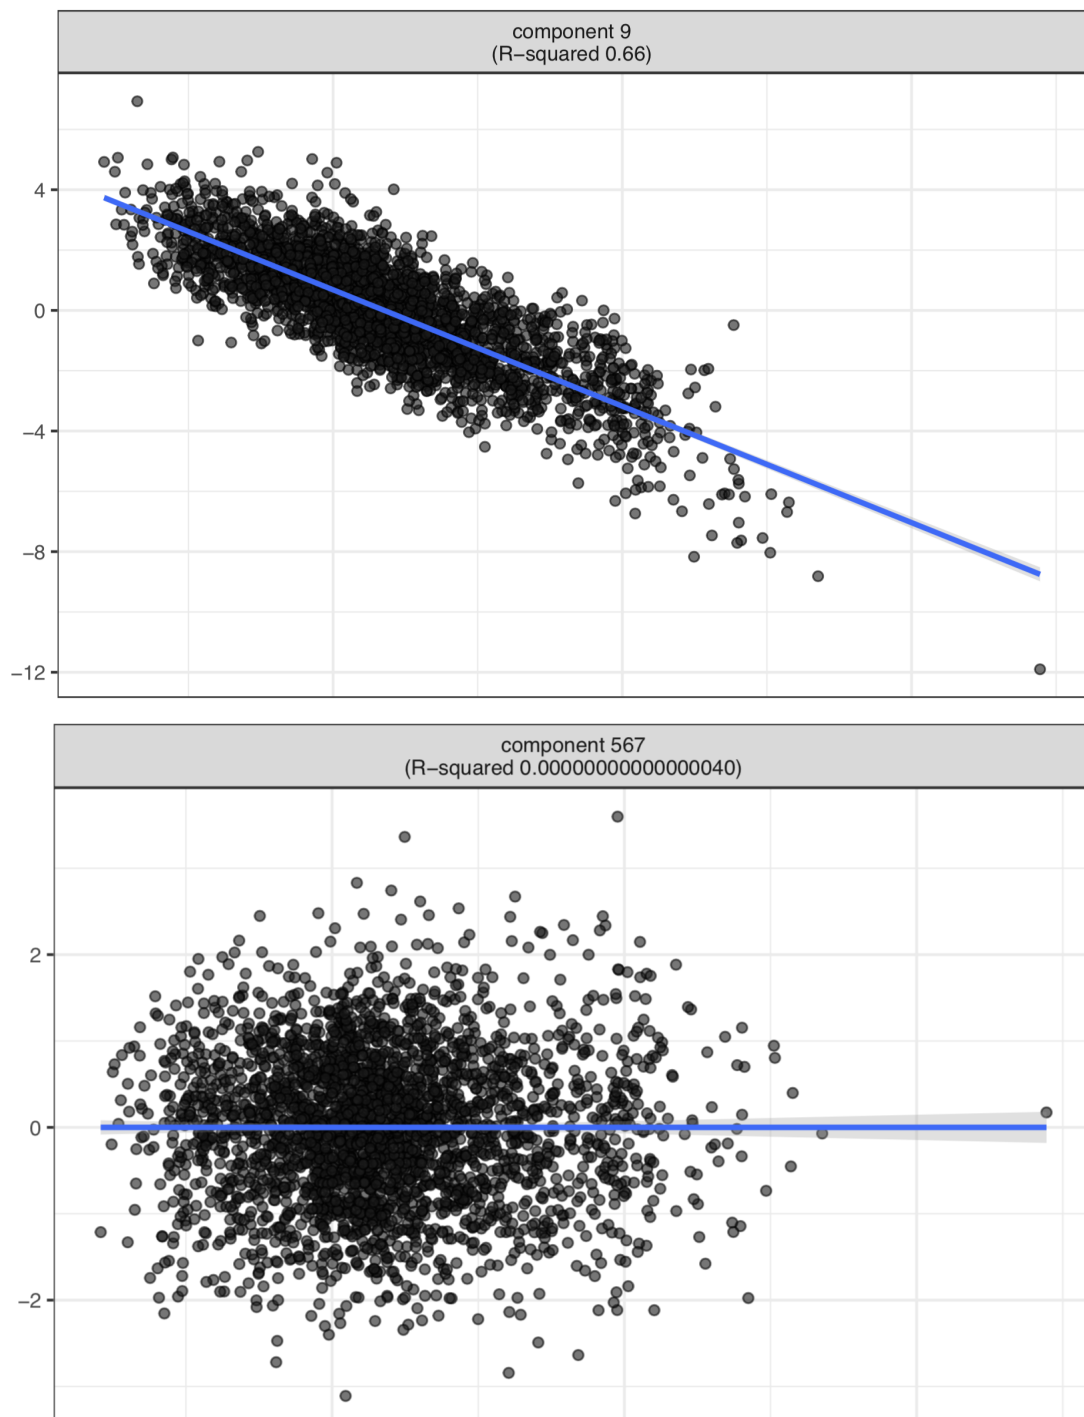 component 9
(R−squared 0.66)
4
0
−4
−8
−12
component 567
(R−squared 0.00000000000000040)
2
0
−2